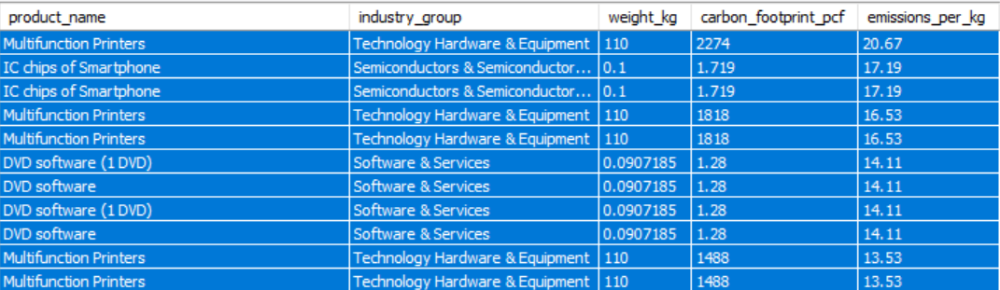 product_name industry_group weight_kg carbon_footprint_pcf emissions_per_kg
Multifunction Printers Technology Hardware & Equipment 110 2274 20.67
IC chips of Smartphone Semiconductors & Semiconductor... 0.1 1.719 17.19
IC chips of Smartphone Semiconductors & Semiconductor... 0.1 1.719 17.19
Multifunction Printers Technology Hardware & Equipment 110 1818 16.53
Multifunction Printers Technology Hardware & Equipment 110 1818 16.53
DVD software (1 DVD) Software & Services 0.0907185 1.28 14.11
DVD software Software & Services 0.0907185 1.28 14.11
DVD software (1 DVD) Software & Services 0.0907185 1.28 14.11
DVD software Software & Services 0.0907185 1.28 14.11
Multifunction Printers Technology Hardware & Equipment 110 1488 13.53
Multifunction Printers Technology Hardware & Equipment 110 1488 13.53